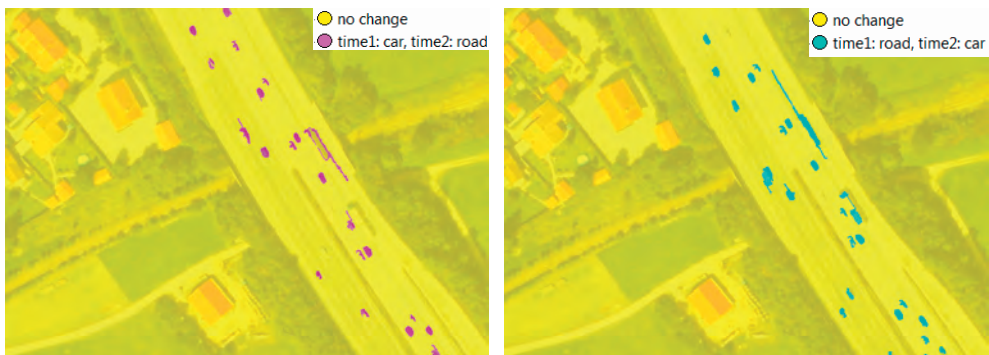 no change
time1: car, time2: road
no change
time1: road, time2: car